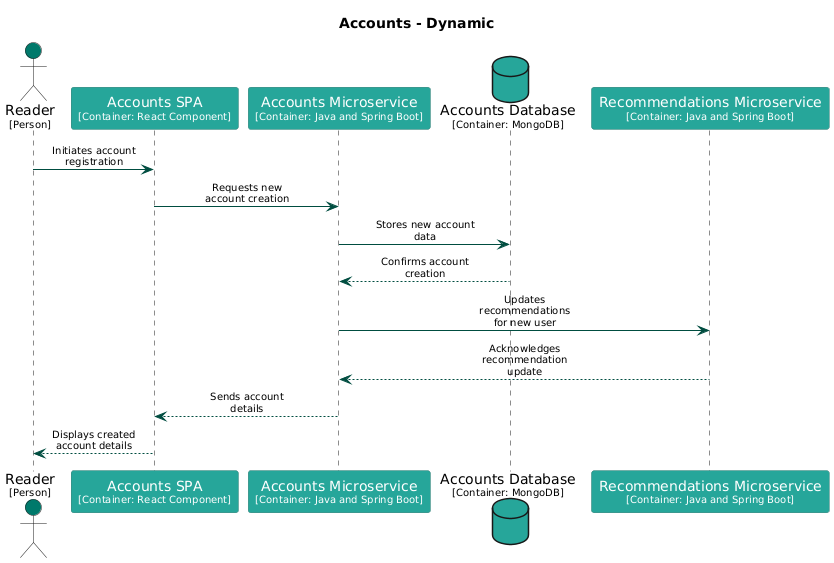 Accounts - Dynamic
Reader
[Person]
Accounts SPA
[Container: React Component]
Accounts Microservice
[Container: Java and Spring Boot]
Accounts Database
[Container: MongoDB]
Recommendations Microservice
[Container: Java and Spring Boot]
Initiates account
registration
Requests new
account creation
Stores new account
data
Confirms account
creation
Updates
recommendations
for new user
Acknowledges
recommendation
update
Sends account
details
Displays created
account details
Reader
[Person]
Accounts SPA
[Container: React Component]
Accounts Microservice
[Container: Java and Spring Boot]
Accounts Database
[Container: MongoDB]
Recommendations Microservice
[Container: Java and Spring Boot]